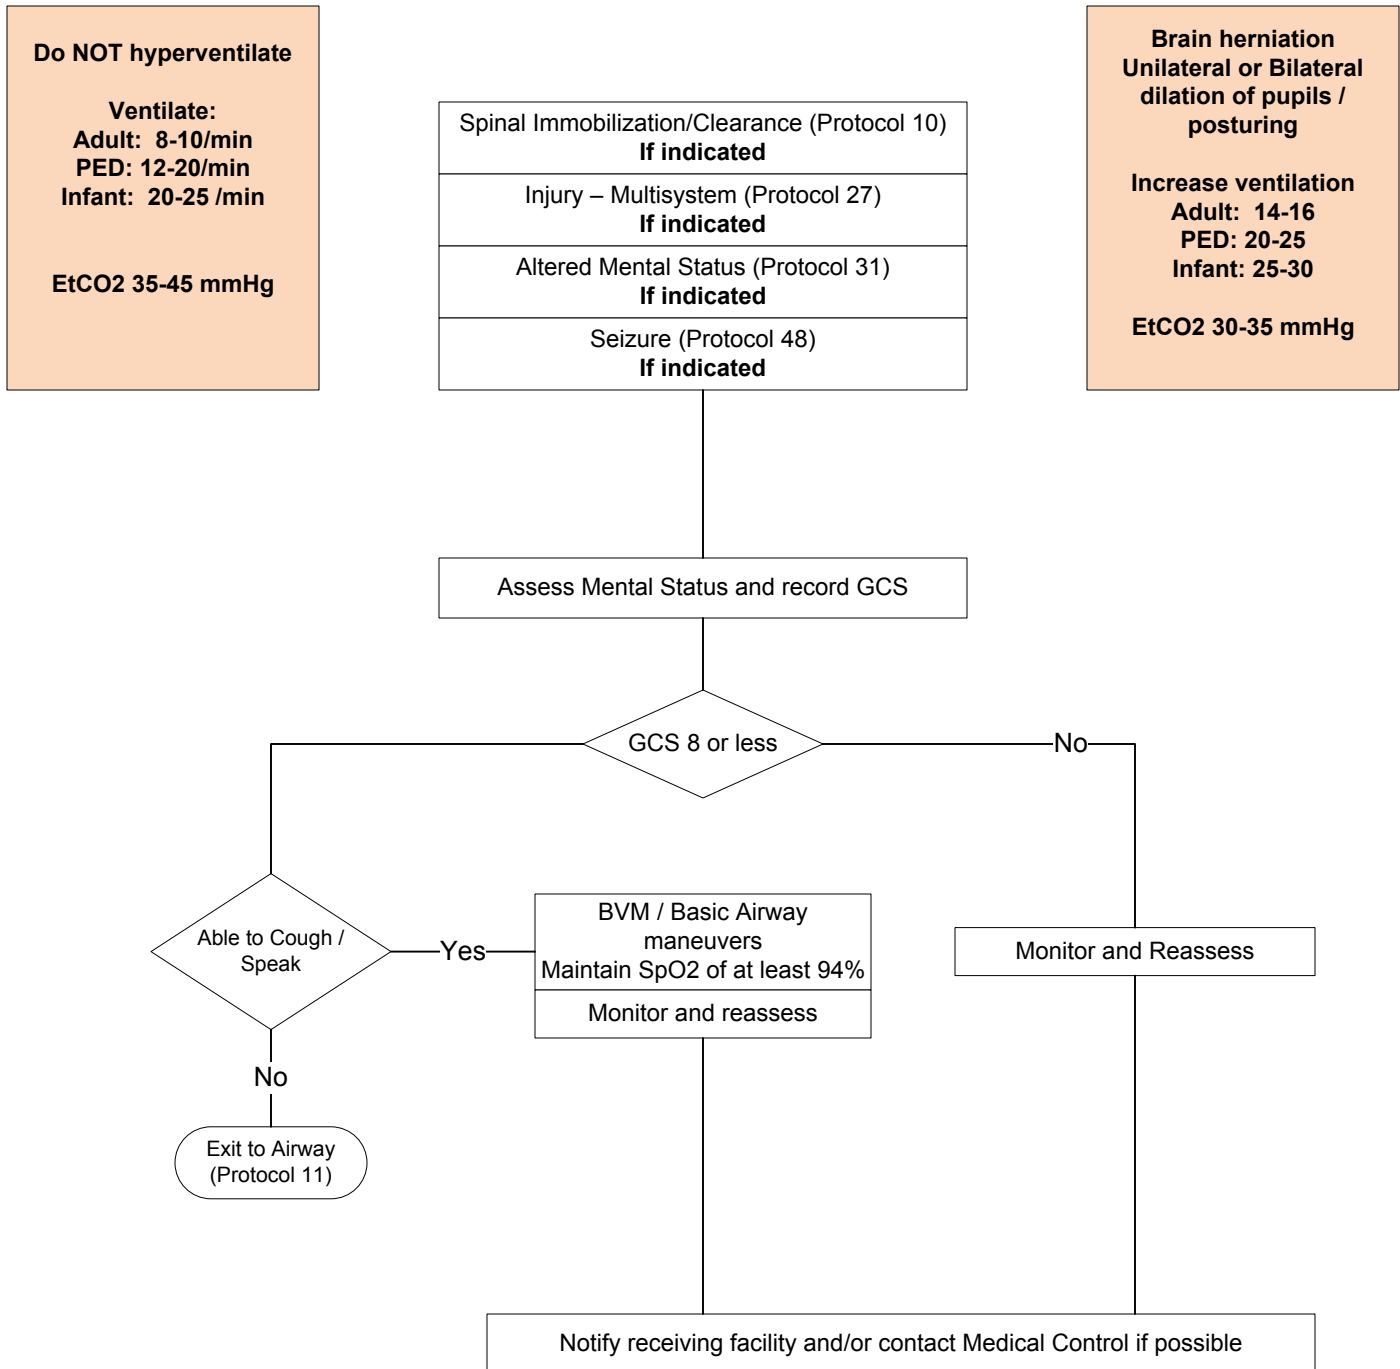 Do NOT hyperventilate
Ventilate:
Adult: 8-10/min
PED: 12-20/min
Infant: 20-25 /min
EtCO2 35-45 mmHg
Spinal Immobilization/Clearance (Protocol 10)
If indicated
Injury – Multisystem (Protocol 27)
If indicated
Altered Mental Status (Protocol 31)
If indicated
Seizure (Protocol 48)
If indicated
Brain herniation
Unilateral or Bilateral
dilation of pupils /
posturing
Increase ventilation
Adult: 14-16
PED: 20-25
Infant: 25-30
EtCO2 30-35 mmHg
Assess Mental Status and record GCS
GCS 8 or less
No
Able to Cough /
Speak
Yes
BVM / Basic Airway
maneuvers
Maintain SpO2 of at least 94%
Monitor and reassess
Monitor and Reassess
No
Exit to Airway
(Protocol 11)
Notify receiving facility and/or contact Medical Control if possible